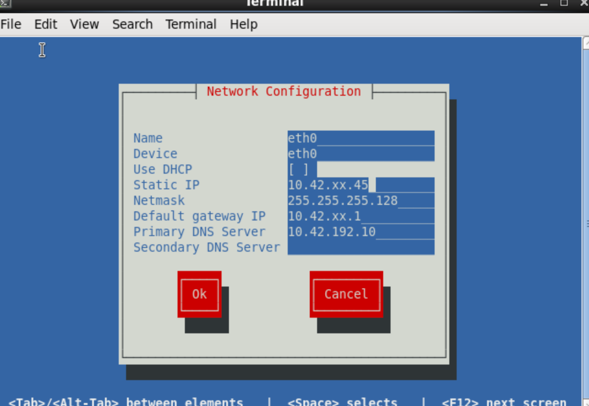 Terminal
File Edit View Search Terminal Help
Network Configuration
Name eth0
Device eth0
Use DHCP [ ]
Static IP 10.42.xx.45
Netmask 255.255.255.128
Default gateway IP 10.42.xx.1
Primary DNS Server 10.42.192.10
Secondary DNS Server
Ok Cancel
<Tab>/<Alt-Tab> between elements | <Space> selects | <F12> next screen